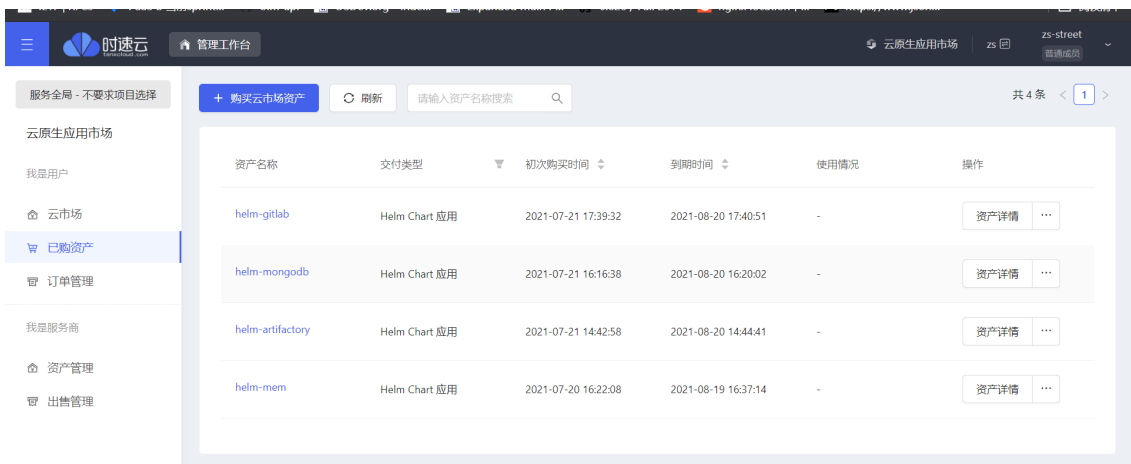 时速云
tenxcloud.com
管理工作台
云原生应用市场
zs
zs-street
普通成员
服务全局 - 不要求项目选择
云原生应用市场
我是用户
云市场
已购资产
订单管理
我是服务商
资产管理
出售管理
+ 购买云市场资产
刷新
请输入资产名称搜索
共 4 条 < 1 >
资产名称 交付类型 初次购买时间 到期时间 使用情况 操作
helm-gitlab Helm Chart 应用 2021-07-21 17:39:32 2021-08-20 17:40:51 - 资产详情 ···
helm-mongodb Helm Chart 应用 2021-07-21 16:16:38 2021-08-20 16:20:02 - 资产详情 ···
helm-artifactory Helm Chart 应用 2021-07-21 14:42:58 2021-08-20 14:44:41 - 资产详情 ···
helm-mem Helm Chart 应用 2021-07-20 16:22:08 2021-08-19 16:37:14 - 资产详情 ···